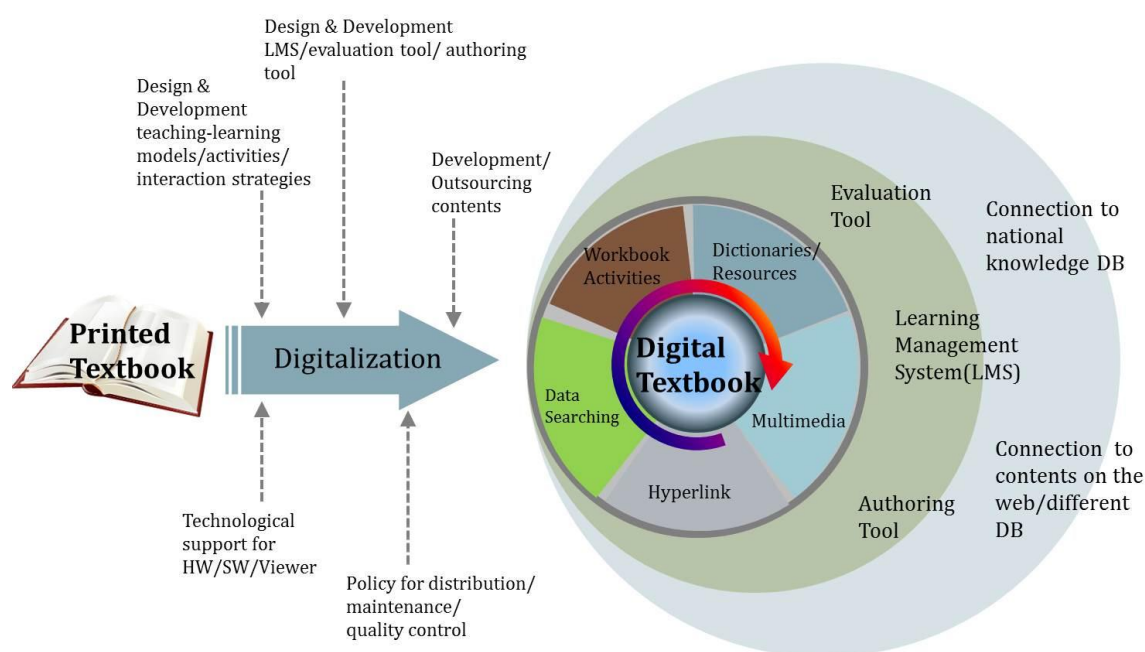 Design & Development
LMS/evaluation tool/ authoring
tool
Design &
Development
teaching-learning
models/activities/
interaction strategies
Development/
Outsourcing
contents
Printed
Textbook
Digitalization
Technological
support for
HW/SW/Viewer
Policy for distribution/
maintenance/
quality control
Workbook
Activities
Dictionaries/
Resources
Data
Searching
Digital
Textbook
Multimedia
Hyperlink
Evaluation
Tool
Learning
Management
System(LMS)
Authoring
Tool
Connection to
national
knowledge DB
Connection to
contents on the
web/different
DB